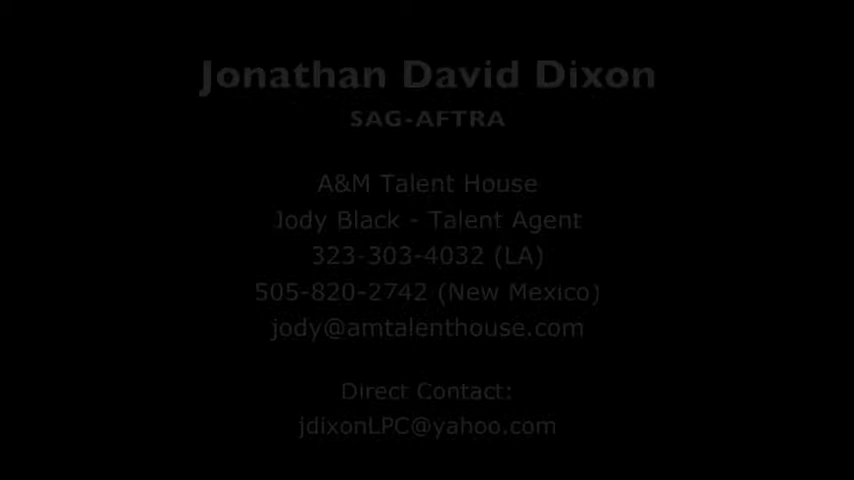 Jonathan David Dixon
SAG-AFTRA
A&M Talent House
Jody Black - Talent Agent
323-303-4032 (LA)
505-820-2742 (New Mexico)
jody@amtalenthouse.com
Direct Contact:
jdixonLPC@yahoo.com